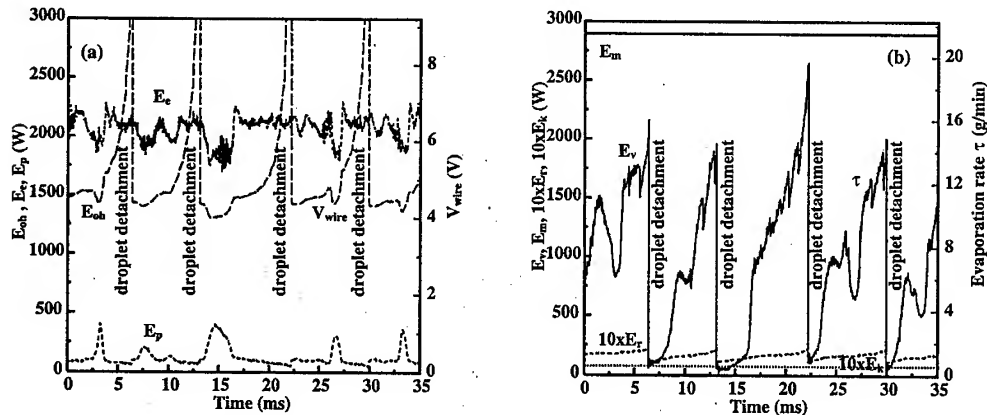 (a)
E_oh, E_e, E_p (W)
3000
2500
2000
1500
1000
500
0
E_e
E_oh
V_wire
E_p
droplet detachment
droplet detachment
droplet detachment
droplet detachment
8
6
4
2
0
V_wire (V)
0 5 10 15 20 25 30 35
Time (ms)
(b)
E_v, E_m, 10xE_r, 10xE_k (W)
3000
2500
2000
1500
1000
500
0
E_m
E_v
τ
10xE_r
10xE_k
droplet detachment
droplet detachment
droplet detachment
droplet detachment
20
16
12
8
4
0
Evaporation rate τ (g/min)
0 5 10 15 20 25 30 35
Time (ms)